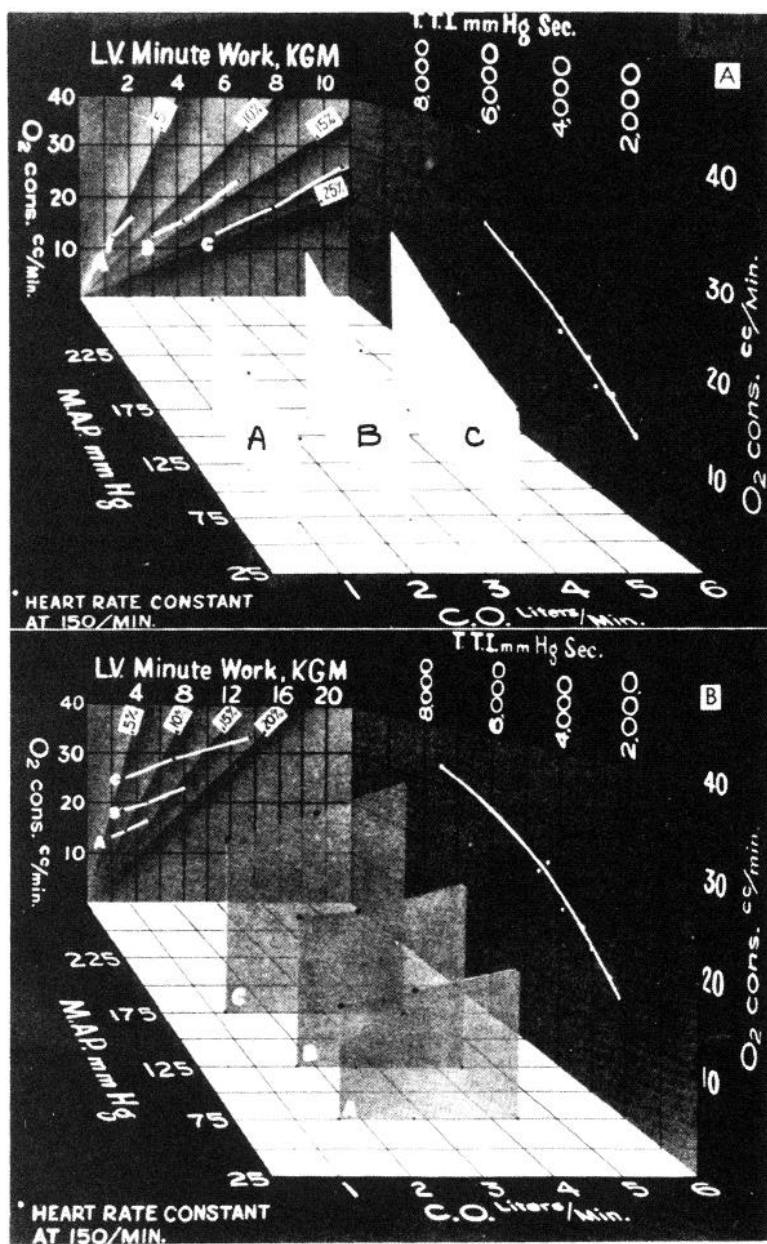 T.T.I. mm Hg Sec.
8,000 6,000 4,000 2,000
A
L.V. Minute Work, KGM
2 4 6 8 10
40
30
20
10
O2 cons. cc/min.
5 10% 15% .25%
A B C
40
30
20
10
O2 cons. cc/Min.
225
175
125
75
25
M.A.P. mm Hg
A B C
1 2 3 4 5 6
C.O. Liters/Min.
* HEART RATE CONSTANT
AT 150/MIN.
T.T.I. mm Hg Sec.
8,000 6,000 4,000 2,000
B
L.V. Minute Work, KGM
4 8 12 16 20
40
30
20
10
O2 cons. cc/min.
.5% .10% .15% .20%
C
B
A
40
30
20
10
O2 cons. cc/min.
225
175
125
75
25
M.A.P. mm Hg
C
B
A
1 2 3 4 5 6
C.O. Liters/Min.
* HEART RATE CONSTANT
AT 150/MIN.